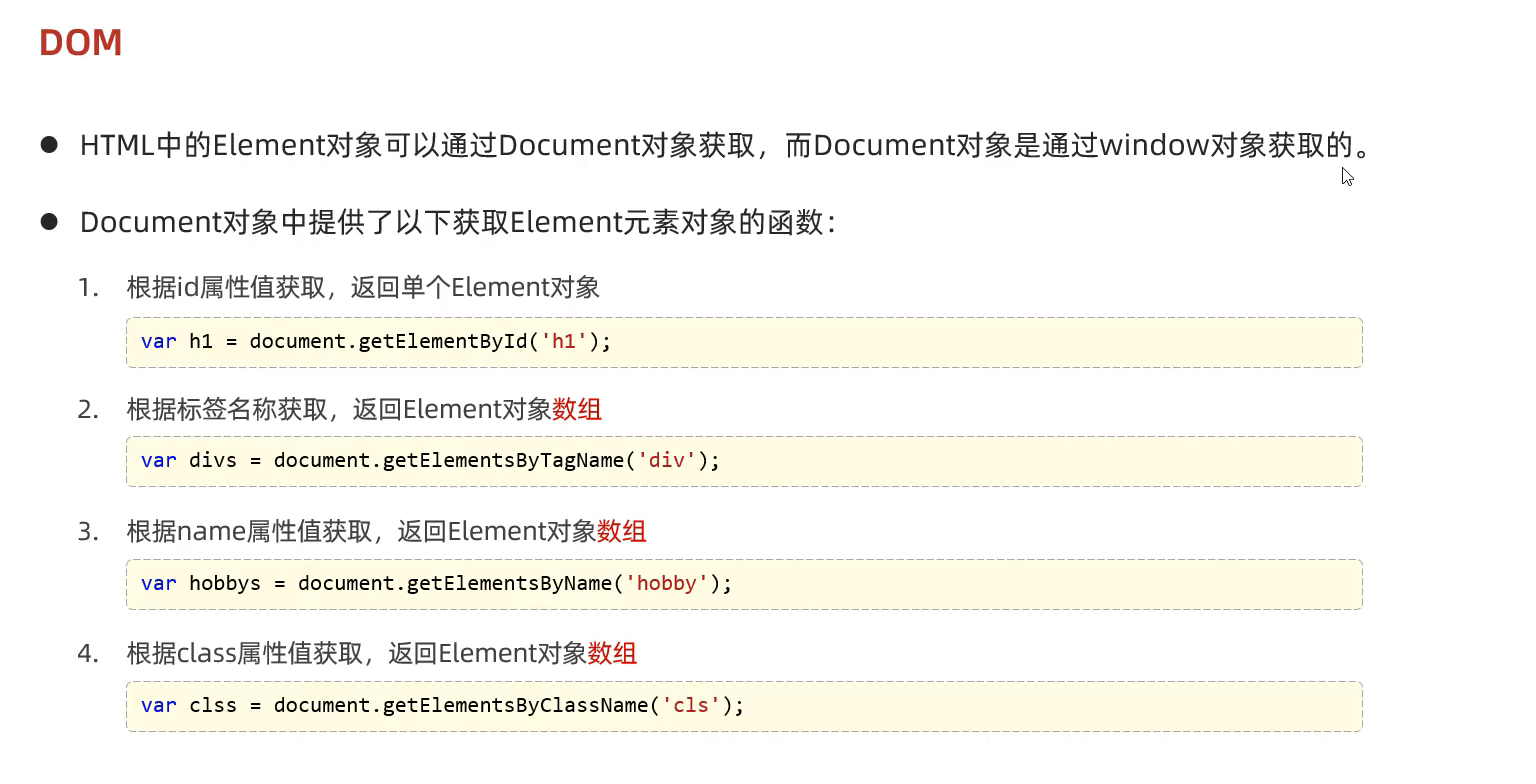 DOM
● HTML中的Element对象可以通过Document对象获取，而Document对象是通过window对象获取的。
● Document对象中提供了以下获取Element元素对象的函数：
1. 根据id属性值获取，返回单个Element对象
var h1 = document.getElementById('h1');
2. 根据标签名称获取，返回Element对象数组
var divs = document.getElementsByTagName('div');
3. 根据name属性值获取，返回Element对象数组
var hobbys = document.getElementsByName('hobby');
4. 根据class属性值获取，返回Element对象数组
var clss = document.getElementsByClassName('cls');